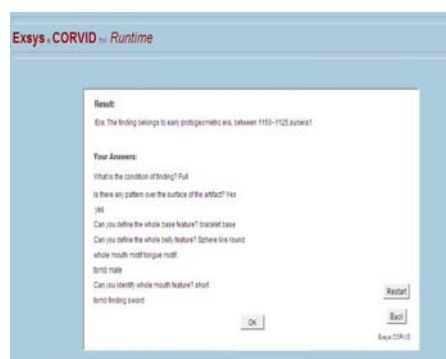 Exsys ® CORVID TM Runtime
Result:
Era: The finding belongs to early protogeometric era, between 1150-1125.subera1
Your Answers:
What is the condition of finding? Full
Is there any pattern over the surface of the artifact? Yes
yes
Can you define the whole base feature? bracelet base
Can you define the whole belly feature? Sphere like round
whole mouth motif tongue motif
tomb male
Can you identify whole mouth feature? short
tomb finding sword
Restart
Back
OK
Exsys CORVID